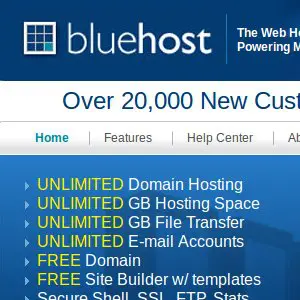 bluehost
The Web Ho
Powering M
Over 20,000 New Cust
Home Features Help Center Ab
UNLIMITED Domain Hosting
UNLIMITED GB Hosting Space
UNLIMITED GB File Transfer
UNLIMITED E-mail Accounts
FREE Domain
FREE Site Builder w/ templates
Secure Shell, SSL, FTP, Stats